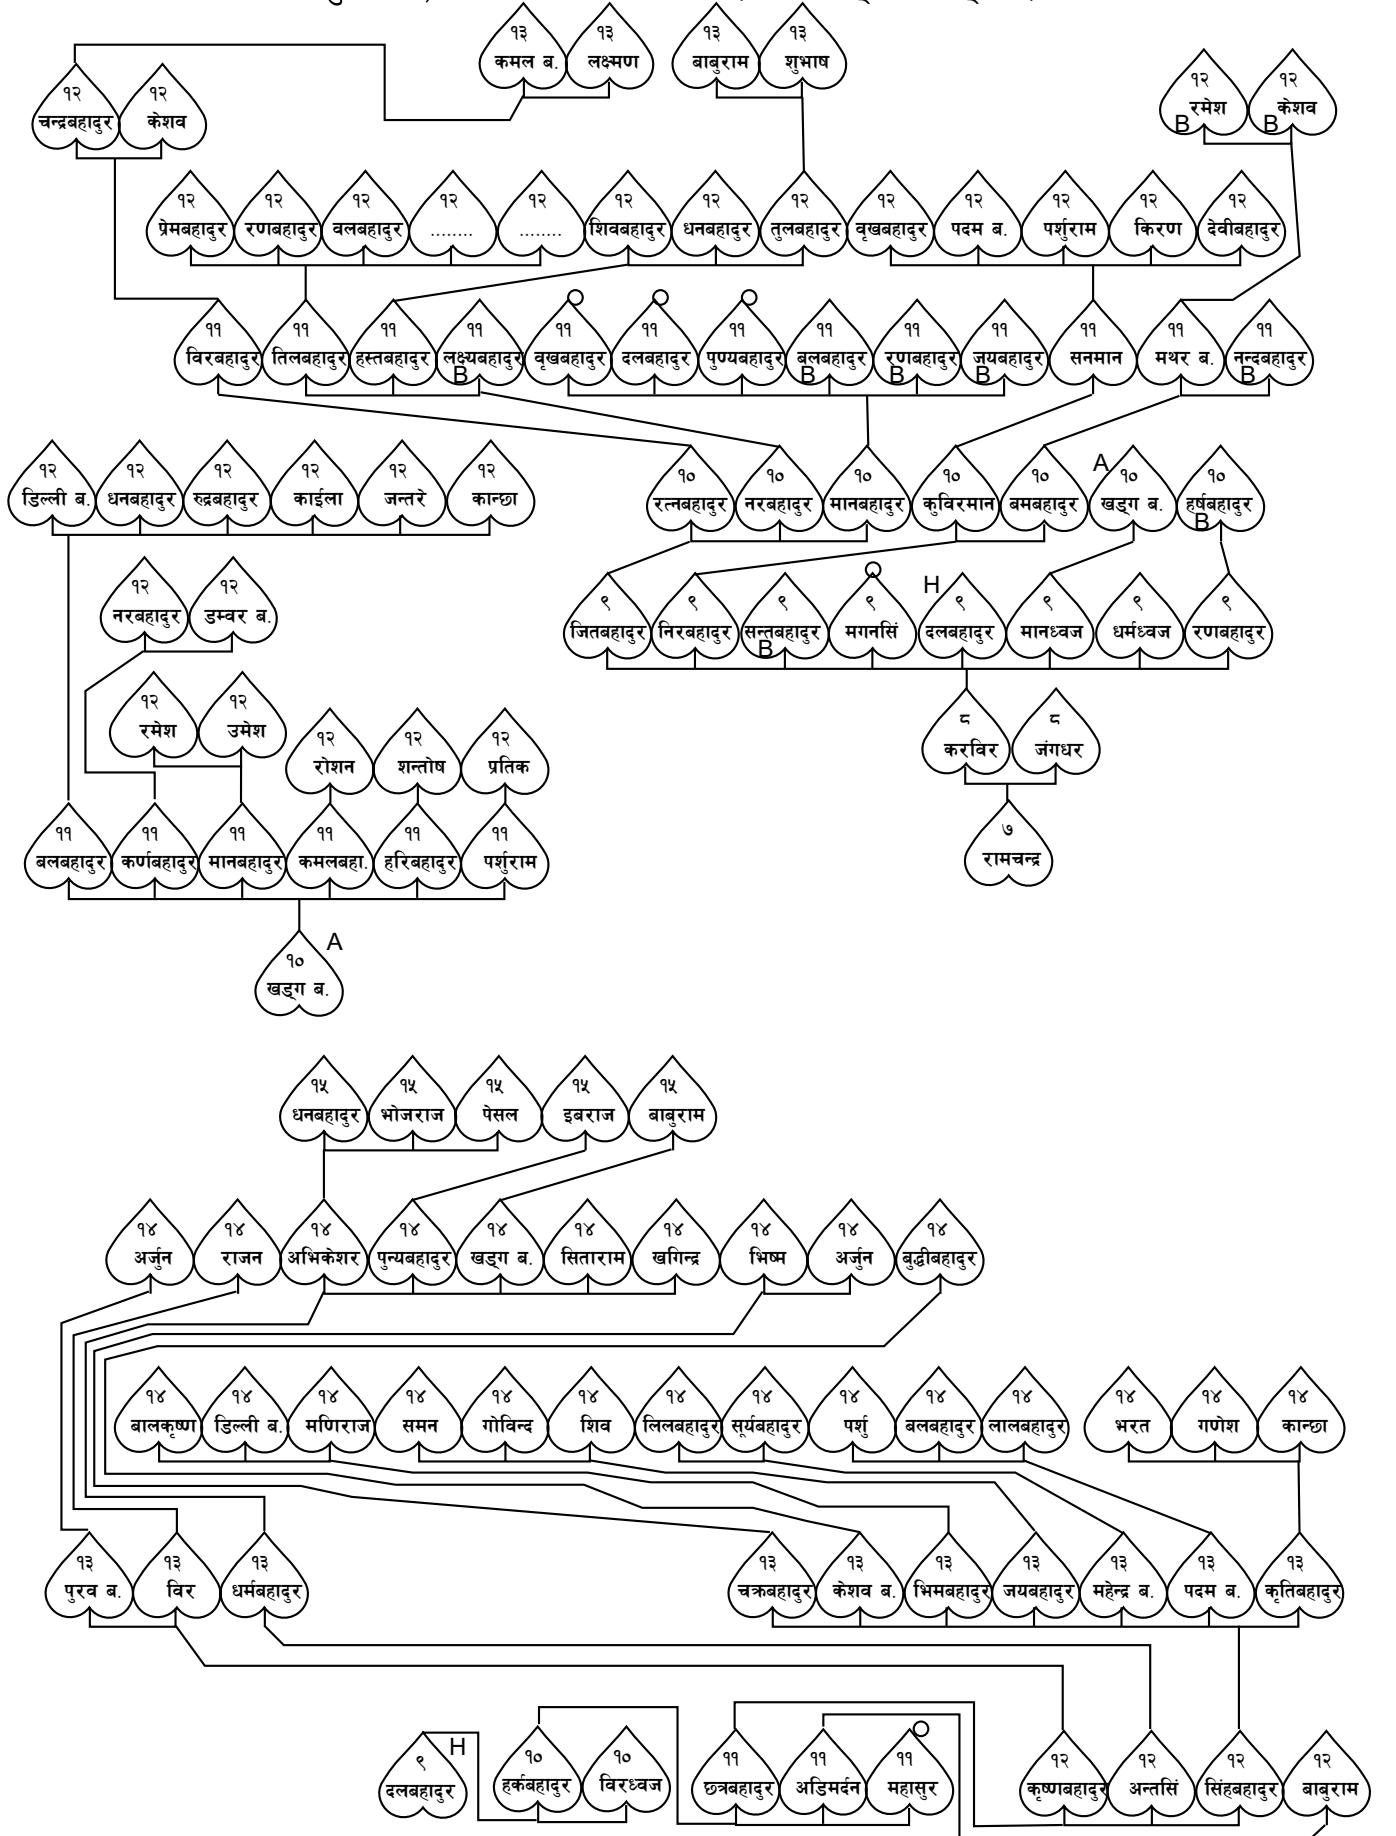 १३ १३ १३ १३
कमल ब. लक्ष्मण बाबुराम शुभाष
१२ १२
रमेश केशव
B B
१२ १२
चन्द्रबहादुर केशव
१२ १२ १२ १२ १२ १२ १२ १२ १२ १२ १२ १२ १२
प्रेमबहादुर रणबहादुर वलबहादुर ........ ........ शिवबहादुर धनबहादुर तुलबहादुर वृखबहादुर पदम ब. पर्शुराम किरण देवीबहादुर
११ ११ ११ ११ ११ ११ ११ ११ ११ ११ ११ ११ ११
विरबहादुर तिलबहादुर हस्तबहादुर लक्ष्यबहादुर वृखबहादुर दलबहादुर पुण्यबहादुर बलबहादुर रणबहादुर जयबहादुर सनमान मथर ब. नन्दबहादुर
B B B B B
१२ १२ १२ १२ १२ १२
डिल्ली ब. धनबहादुर रुद्रबहादुर काईला जन्तरे कान्छा
१० १० १० १० १० A १० १०
रत्नबहादुर नरबहादुर मानबहादुर कुविरमान बमबहादुर खड्ग ब. हर्षबहादुर
B
१२ १२
नरबहादुर डम्वर ब.
९ ९ ९ ९ H ९ ९ ९ ९
जितबहादुर निरबहादुर सन्तबहादुर मगनसिं दलबहादुर मानध्वज धर्मध्वज रणबहादुर
B
१२ १२
रमेश उमेश
८ ८
करविर जंगधर
१२ १२ १२
रोशन शन्तोष प्रतिक
११ ११ ११ ११ ११ ११
बलबहादुर कर्णबहादुर मानबहादुर कमलबहा. हरिबहादुर पर्शुराम
७
रामचन्द्र
A
१०
खड्ग ब.
१५ १५ १५ १५ १५
धनबहादुर भोजराज पेसल इबराज बाबुराम
१४ १४ १४ १४ १४ १४ १४ १४ १४ १४
अर्जुन राजन अभिकेशर पुन्यबहादुर खड्ग ब. सिताराम खगिन्द्र भिष्म अर्जुन बुद्धीबहादुर
१४ १४ १४ १४ १४ १४ १४ १४ १४ १४ १४ १४ १४ १४
बालकृष्ण डिल्ली ब. मणिराज समन गोविन्द शिव लिलबहादुर सूर्यबहादुर पर्शु बलबहादुर लालबहादुर भरत गणेश कान्छा
१३ १३ १३ १३ १३ १३ १३ १३ १३ १३
पुरव ब. विर धर्मबहादुर चक्रबहादुर केशव ब. भिमबहादुर जयबहादुर महेन्द्र ब. पदम ब. कृतिबहादुर
९ H १० १० ११ ११ ११ १२ १२ १२ १२
दलबहादुर हर्कबहादुर विरध्वज छत्रबहादुर अडिमर्दन महासुर कृष्णबहादुर अन्तसिं सिंहबहादुर बाबुराम